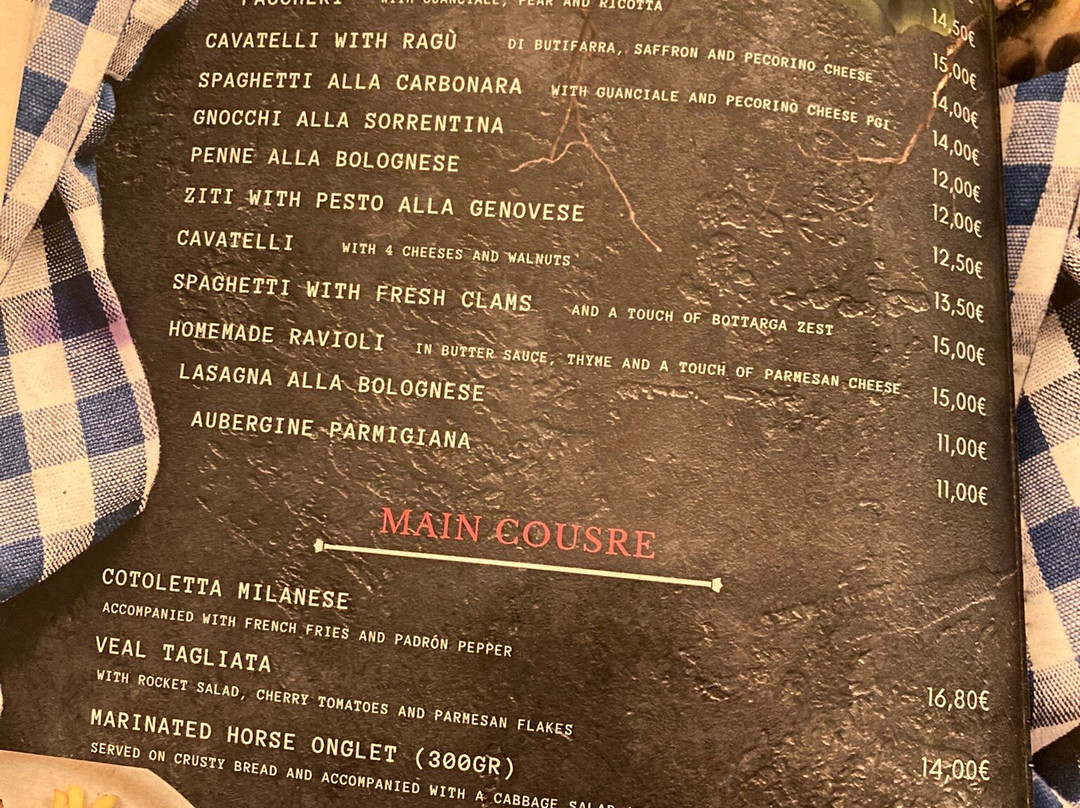 14,50€
PACCHERI WITH GUANCIALE, PEAR AND RICOTTA 15,00€
CAVATELLI WITH RAGÙ DI BUTIFARRA, SAFFRON AND PECORINO CHEESE 14,00€
SPAGHETTI ALLA CARBONARA WITH GUANCIALE AND PECORINO CHEESE PGI 14,00€
GNOCCHI ALLA SORRENTINA 12,00€
PENNE ALLA BOLOGNESE 12,00€
ZITI WITH PESTO ALLA GENOVESE 12,50€
CAVATELLI WITH 4 CHEESES AND WALNUTS 13,50€
SPAGHETTI WITH FRESH CLAMS AND A TOUCH OF BOTTARGA ZEST 15,00€
HOMEMADE RAVIOLI IN BUTTER SAUCE, THYME AND A TOUCH OF PARMESAN CHEESE 15,00€
LASAGNA ALLA BOLOGNESE 11,00€
AUBERGINE PARMIGIANA 11,00€
MAIN COUSRE
COTOLETTA MILANESE 16,80€
ACCOMPANIED WITH FRENCH FRIES AND PADRÓN PEPPER
VEAL TAGLIATA 14,00€
WITH ROCKET SALAD, CHERRY TOMATOES AND PARMESAN FLAKES
MARINATED HORSE ONGLET (300GR)
SERVED ON CRUSTY BREAD AND ACCOMPANIED WITH A CABBAGE SALAD